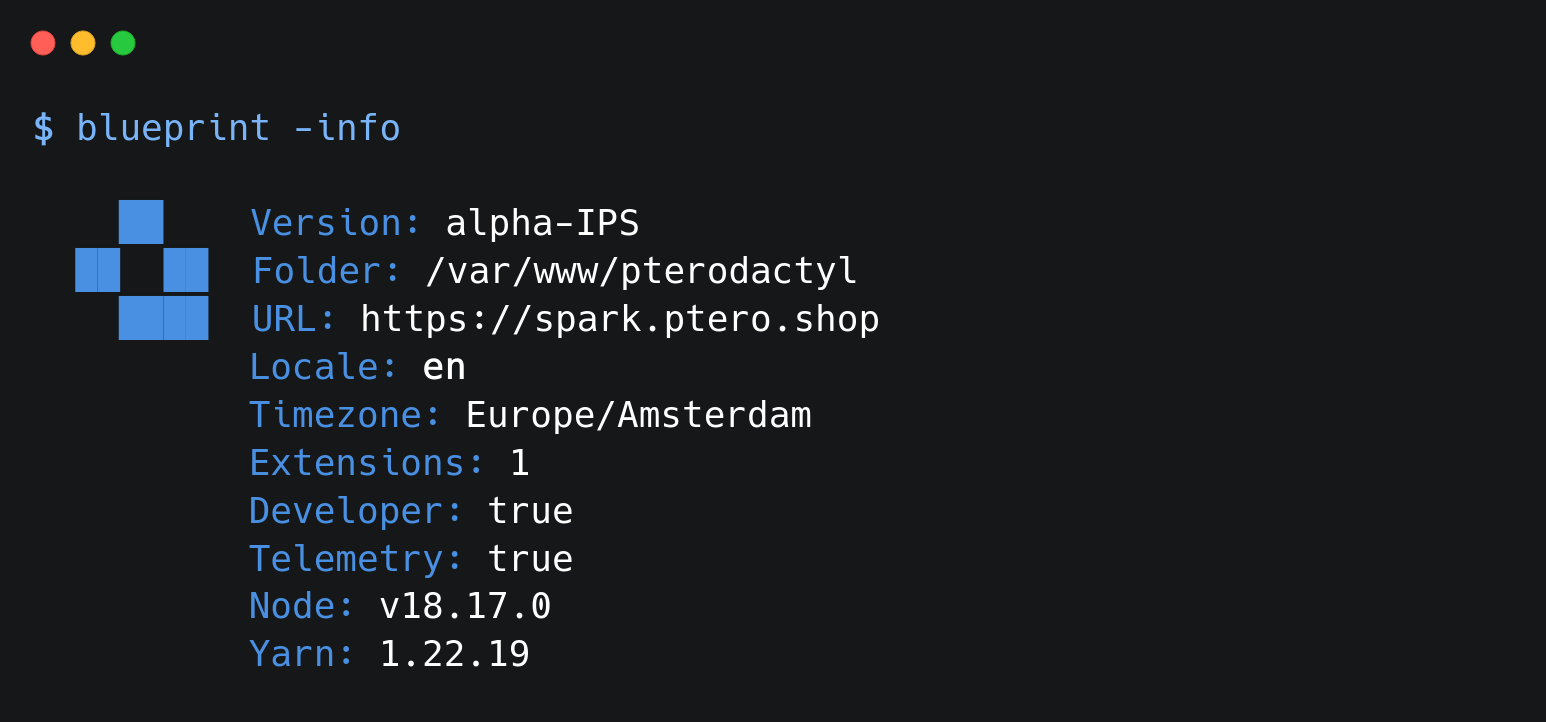 $ blueprint -info
Version: alpha-IPS
Folder: /var/www/pterodactyl
URL: https://spark.ptero.shop
Locale: en
Timezone: Europe/Amsterdam
Extensions: 1
Developer: true
Telemetry: true
Node: v18.17.0
Yarn: 1.22.19